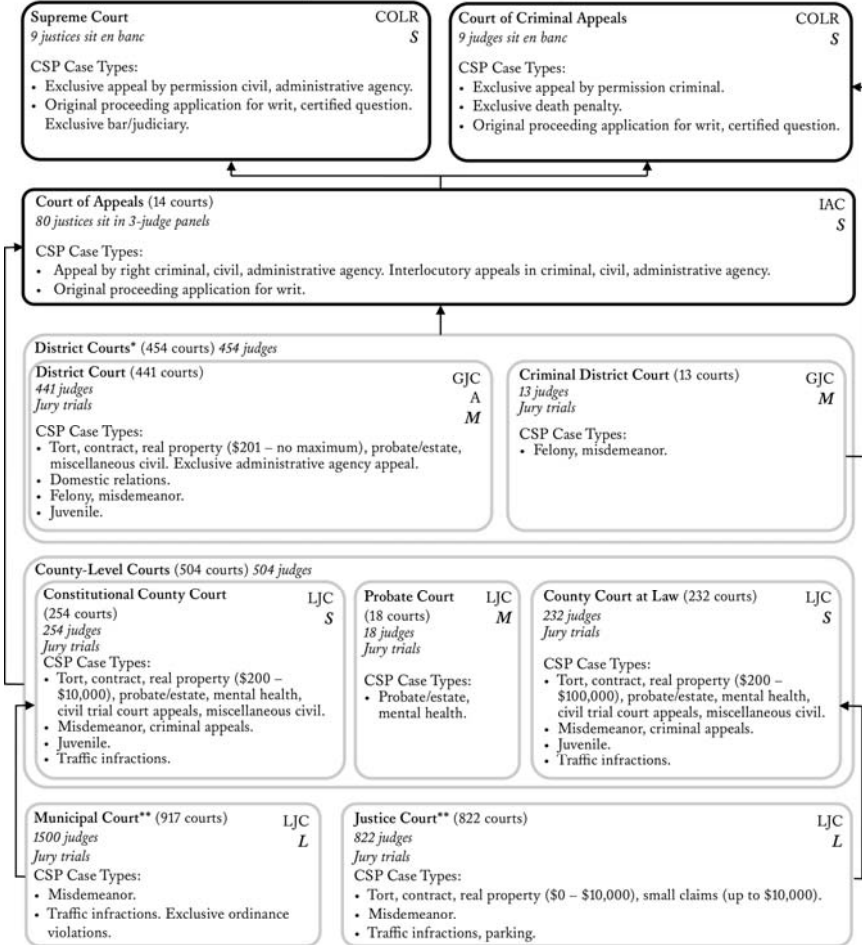 Supreme Court COLR
9 justices sit en banc S
CSP Case Types:
• Exclusive appeal by permission civil, administrative agency.
• Original proceeding application for writ, certified question.
Exclusive bar/judiciary.
Court of Criminal Appeals COLR
9 judges sit en banc S
CSP Case Types:
• Exclusive appeal by permission criminal.
• Exclusive death penalty.
• Original proceeding application for writ, certified question.
Court of Appeals (14 courts) IAC
80 justices sit in 3-judge panels S
CSP Case Types:
• Appeal by right criminal, civil, administrative agency. Interlocutory appeals in criminal, civil, administrative agency.
• Original proceeding application for writ.
District Courts* (454 courts) 454 judges
District Court (441 courts) GJC
441 judges A
Jury trials M
CSP Case Types:
• Tort, contract, real property ($201 – no maximum), probate/estate,
miscellaneous civil. Exclusive administrative agency appeal.
• Domestic relations.
• Felony, misdemeanor.
• Juvenile.
Criminal District Court (13 courts) GJC
13 judges M
Jury trials
CSP Case Types:
• Felony, misdemeanor.
County-Level Courts (504 courts) 504 judges
Constitutional County Court LJC
(254 courts) S
254 judges
Jury trials
CSP Case Types:
• Tort, contract, real property ($200 –
$10,000), probate/estate, mental health,
civil trial court appeals, miscellaneous civil.
• Misdemeanor, criminal appeals.
• Juvenile.
• Traffic infractions.
Probate Court LJC
(18 courts) M
18 judges
Jury trials
CSP Case Types:
• Probate/estate,
mental health.
County Court at Law (232 courts) LJC
232 judges S
Jury trials
CSP Case Types:
• Tort, contract, real property ($200 –
$100,000), probate/estate, mental health,
civil trial court appeals, miscellaneous civil.
• Misdemeanor, criminal appeals.
• Juvenile.
• Traffic infractions.
Municipal Court** (917 courts) LJC
1500 judges L
Jury trials
CSP Case Types:
• Misdemeanor.
• Traffic infractions. Exclusive ordinance
violations.
Justice Court** (822 courts) LJC
822 judges L
Jury trials
CSP Case Types:
• Tort, contract, real property ($0 – $10,000), small claims (up to $10,000).
• Misdemeanor.
• Traffic infractions, parking.